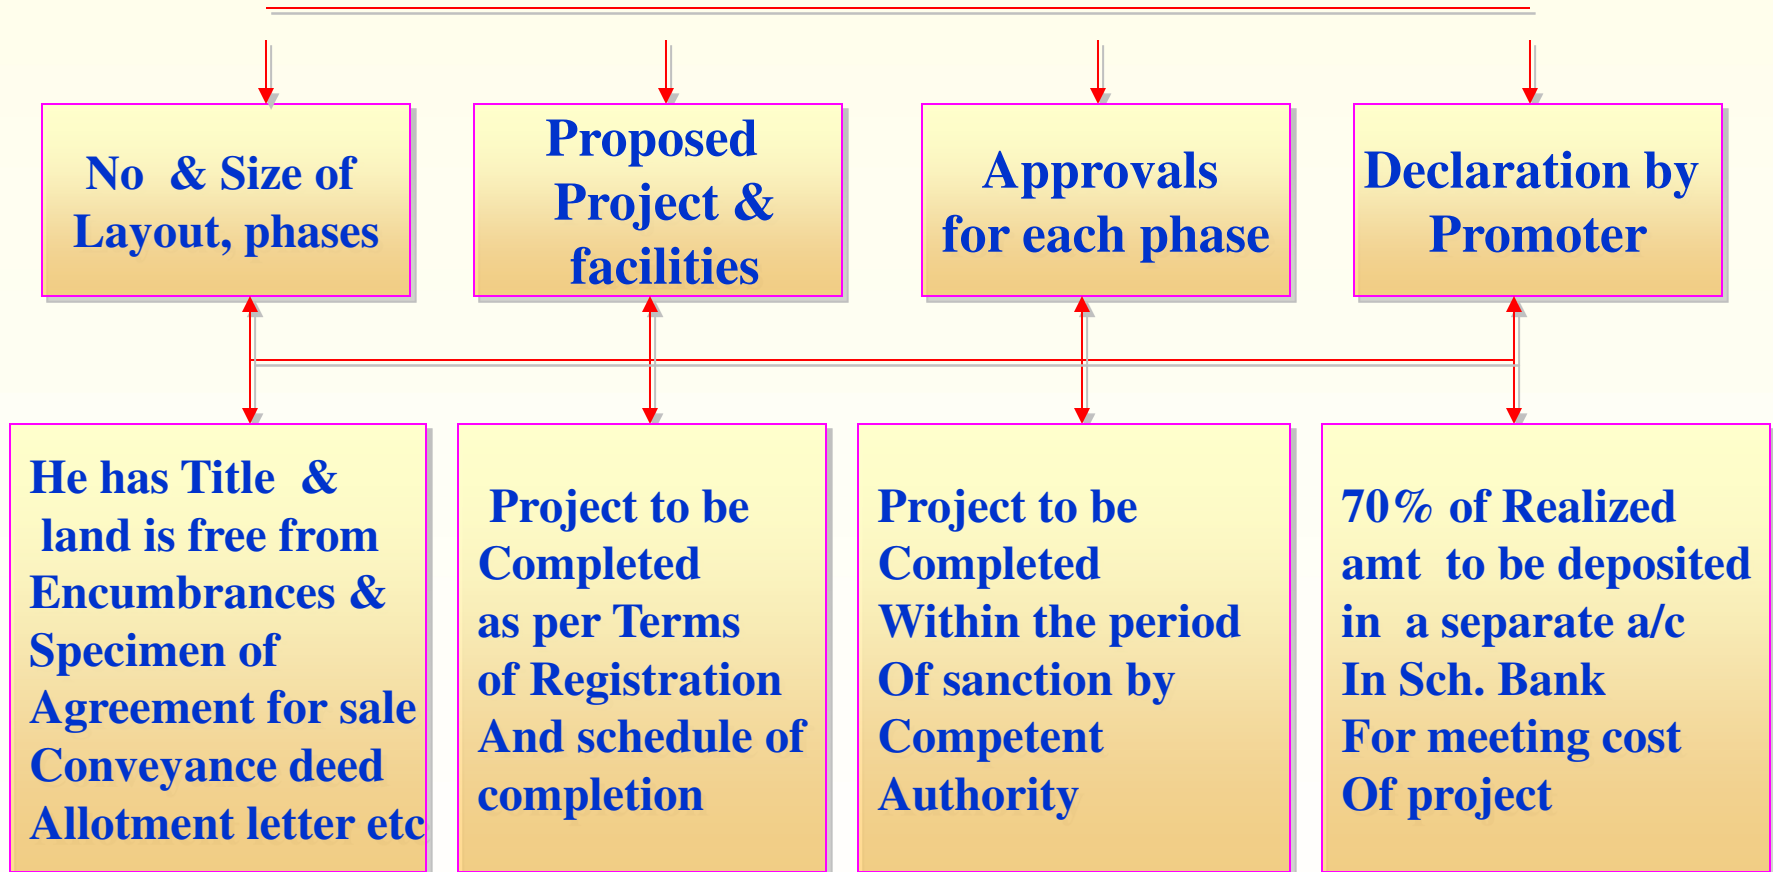 No & Size of
Layout, phases
Proposed
Project &
facilities
Approvals
for each phase
Declaration by
Promoter
He has Title &
land is free from
Encumbrances &
Specimen of
Agreement for sale
Conveyance deed
Allotment letter etc
Project to be
Completed
as per Terms
of Registration
And schedule of
completion
Project to be
Completed
Within the period
Of sanction by
Competent
Authority
70% of Realized
amt to be deposited
in a separate a/c
In Sch. Bank
For meeting cost
Of project